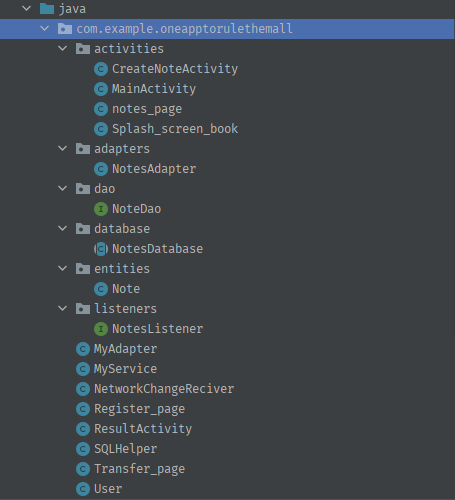 java
com.example.oneapptorulethemall
activities
CreateNoteActivity
MainActivity
notes_page
Splash_screen_book
adapters
NotesAdapter
dao
NoteDao
database
NotesDatabase
entities
Note
listeners
NotesListener
MyAdapter
MyService
NetworkChangeReciver
Register_page
ResultActivity
SQLHelper
Transfer_page
User